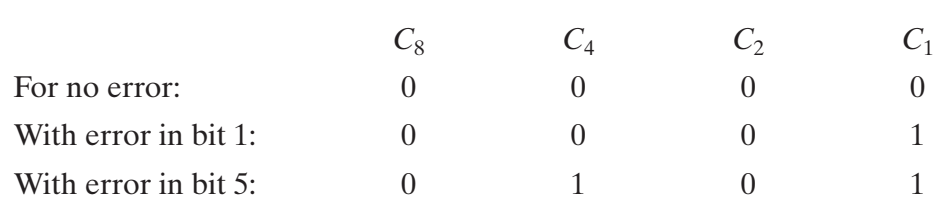 C₈ C₄ C₂ C₁
For no error: 0 0 0 0
With error in bit 1: 0 0 0 1
With error in bit 5: 0 1 0 1